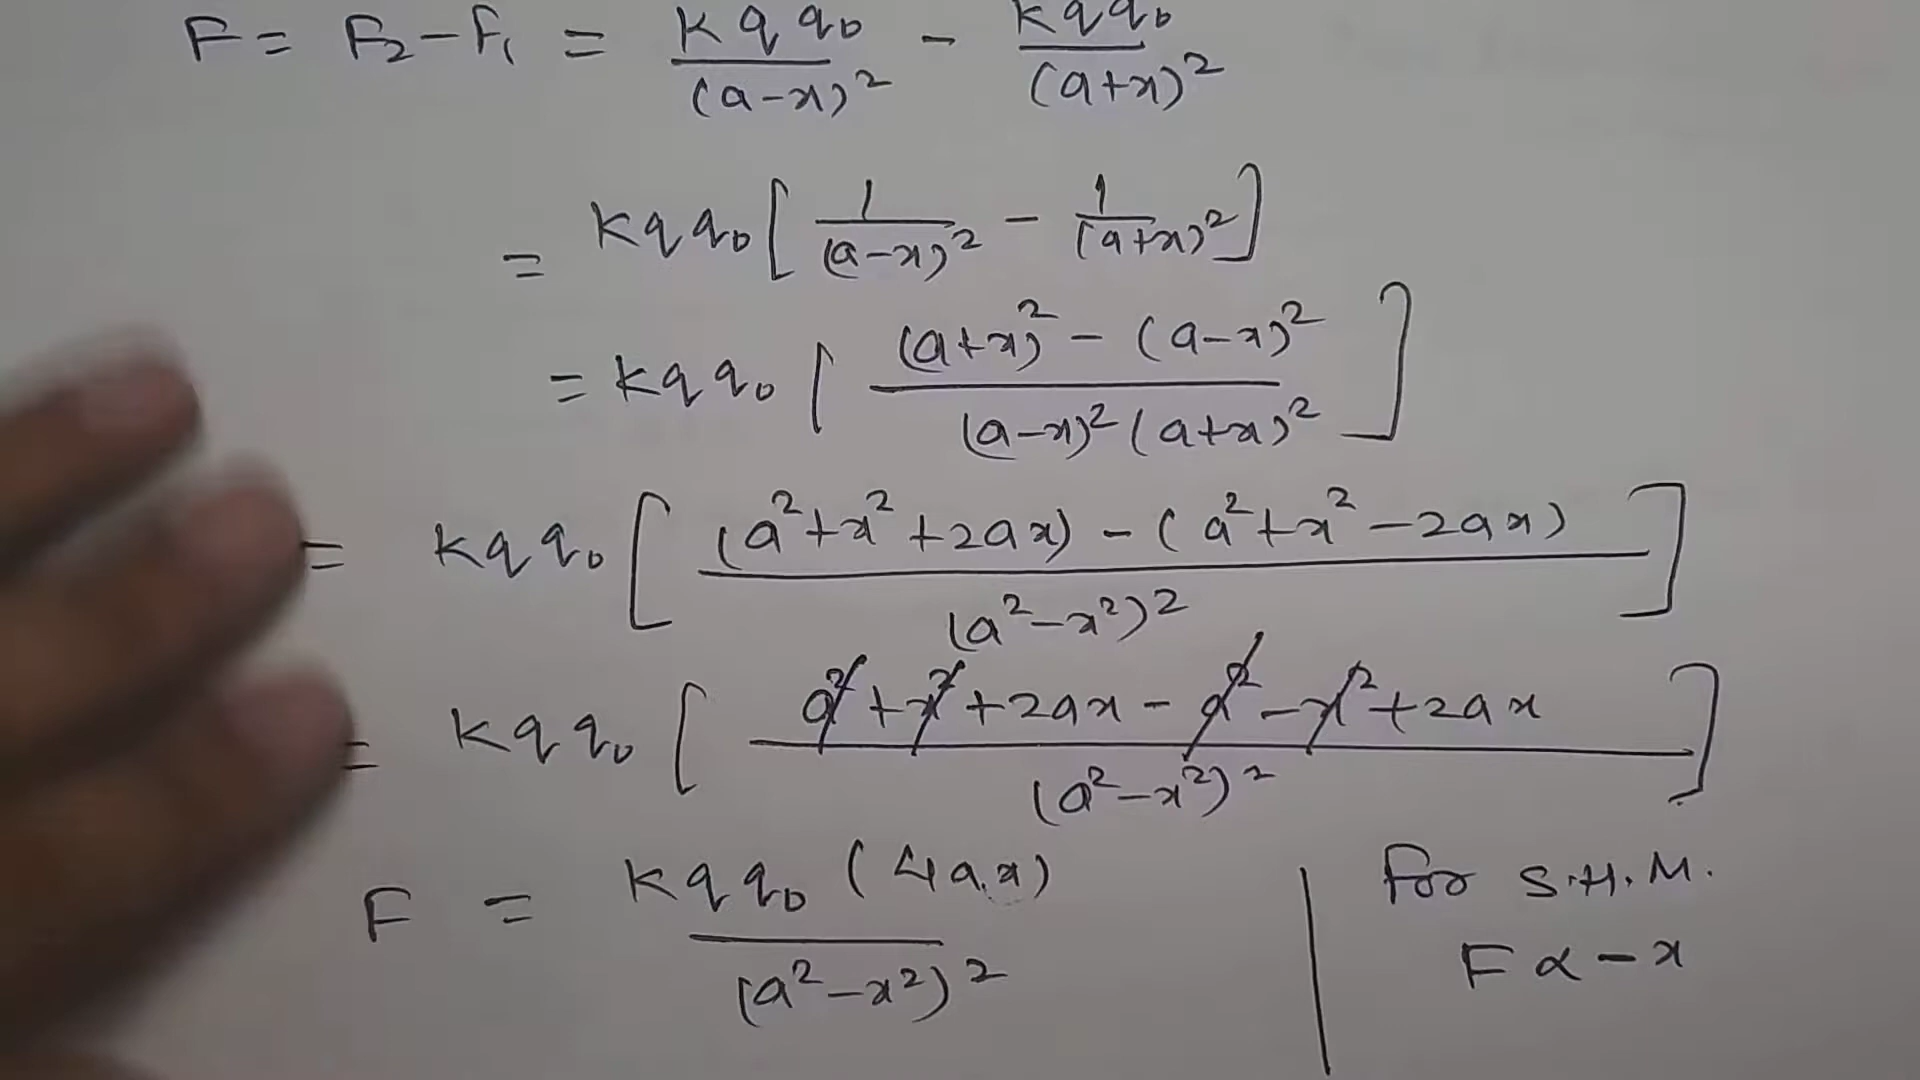 F = F₂ - F₁ = kqq₀/(a-x)² - kqq₀/(a+x)²
= kqq₀ [ 1/(a-x)² - 1/(a+x)² ]
= kqq₀ [ ((a+x)² - (a-x)²) / ((a-x)² (a+x)²) ]
= kqq₀ [ ((a²+x²+2ax) - (a²+x²-2ax)) / (a²-x²)² ]
= kqq₀ [ (a²+x²+2ax - a²-x²+2ax) / (a²-x²)² ]
F = kqq₀(4a.x) / (a²-x²)²
For S.H.M.
F α - x